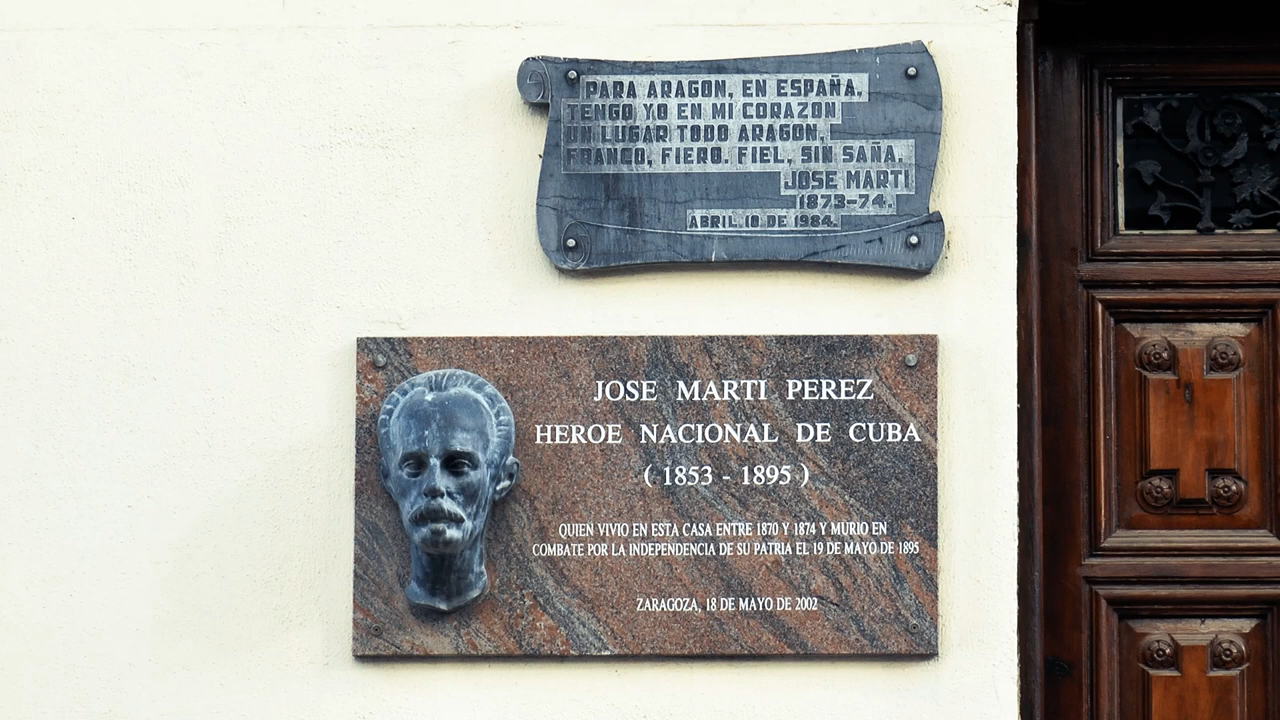 PARA ARAGON, EN ESPAÑA,
TENGO YO EN MI CORAZON
UN LUGAR TODO ARAGON,
FRANCO, FIERO. FIEL, SIN SAÑA.
JOSE MARTI
1873-74.
ABRIL 10 DE 1984.
JOSE MARTI PEREZ
HEROE NACIONAL DE CUBA
( 1853 - 1895 )
QUIEN VIVIO EN ESTA CASA ENTRE 1870 Y 1874 Y MURIO EN
COMBATE POR LA INDEPENDENCIA DE SU PATRIA EL 19 DE MAYO DE 1895
ZARAGOZA, 18 DE MAYO DE 2002